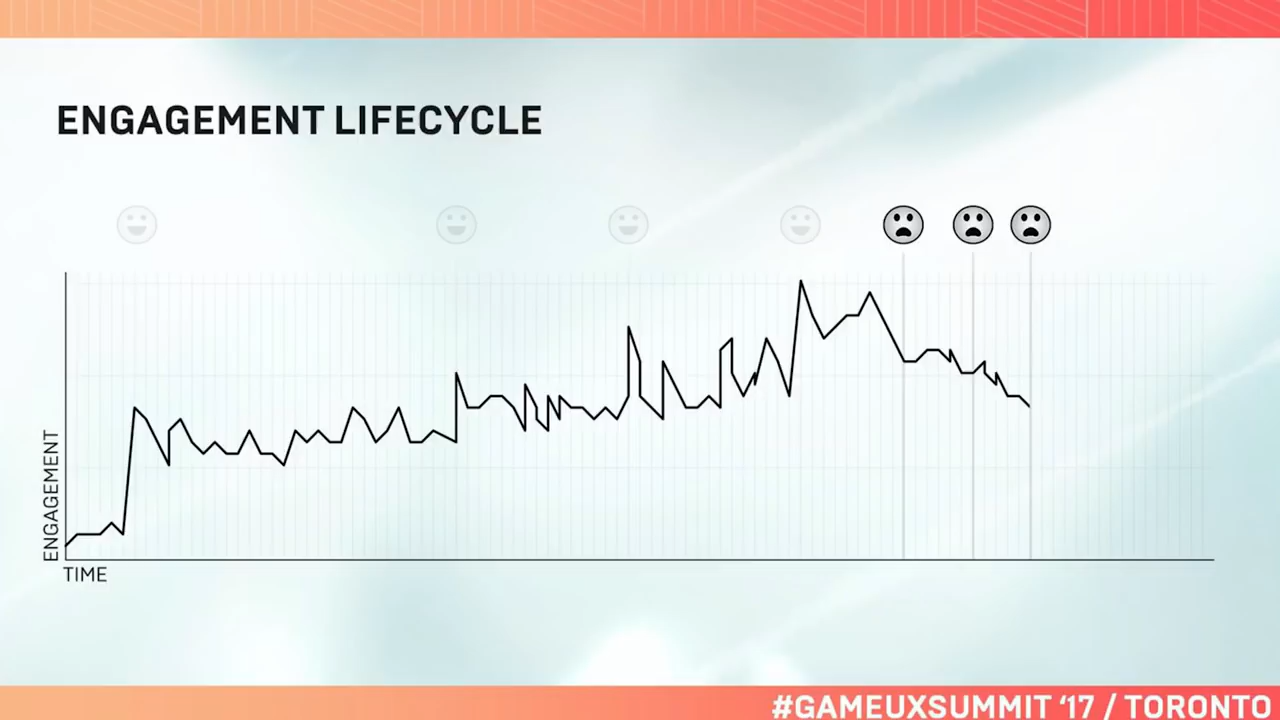 ENGAGEMENT LIFECYCLE
ENGAGEMENT
TIME
#GAMEUXSUMMIT ‘17 / TORONTO